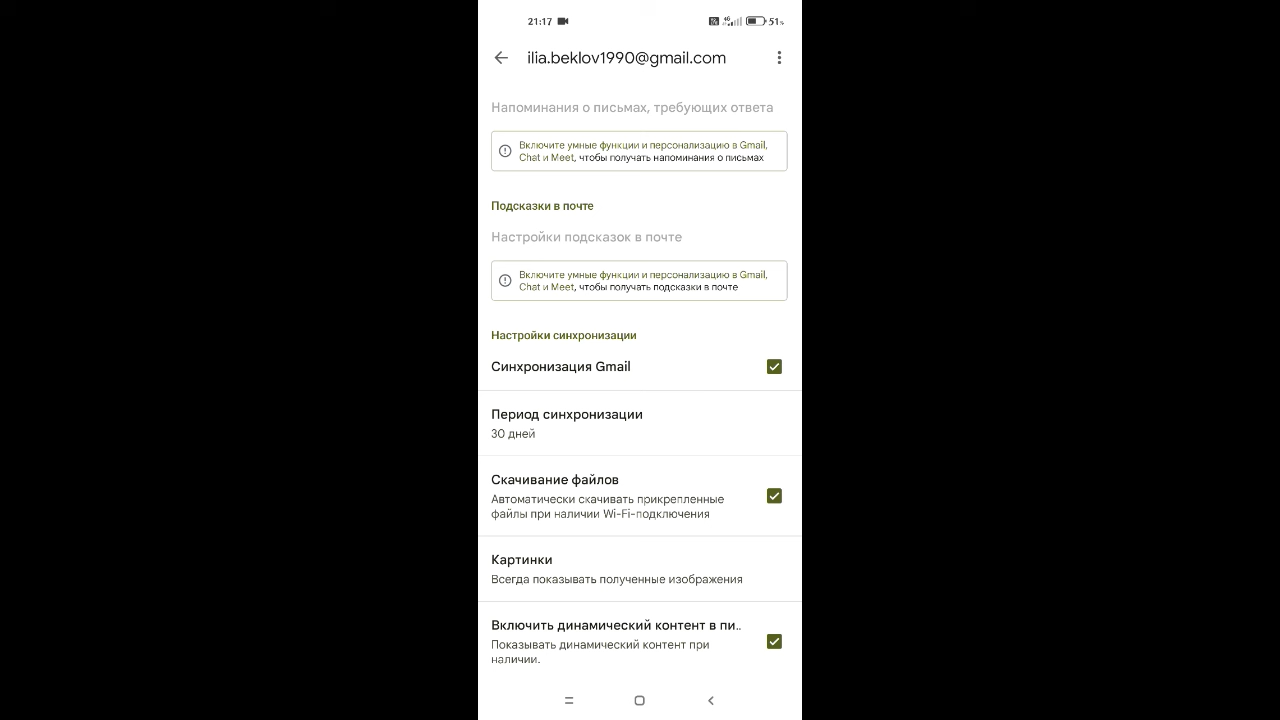 21:17
4G
51%
ilia.beklov1990@gmail.com
Напоминания о письмах, требующих ответа
Включите умные функции и персонализацию в Gmail,
Chat и Meet, чтобы получать напоминания о письмах
Подсказки в почте
Настройки подсказок в почте
Включите умные функции и персонализацию в Gmail,
Chat и Meet, чтобы получать подсказки в почте
Настройки синхронизации
Синхронизация Gmail
Период синхронизации
30 дней
Скачивание файлов
Автоматически скачивать прикрепленные
файлы при наличии Wi-Fi-подключения
Картинки
Всегда показывать полученные изображения
Включить динамический контент в пи..
Показывать динамический контент при
наличии.